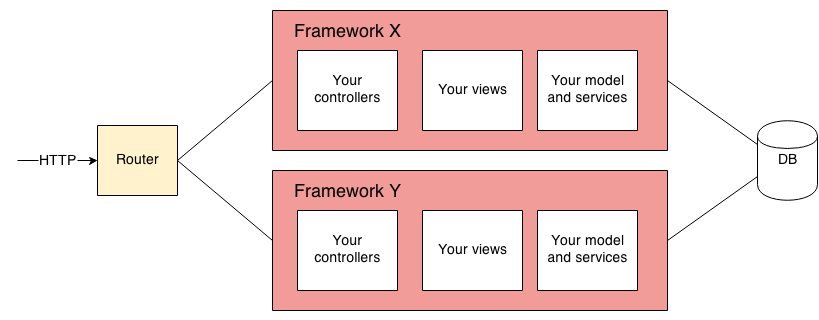 Framework X
Your
controllers
Your views
Your model
and services
HTTP
Router
DB
Framework Y
Your
controllers
Your views
Your model
and services